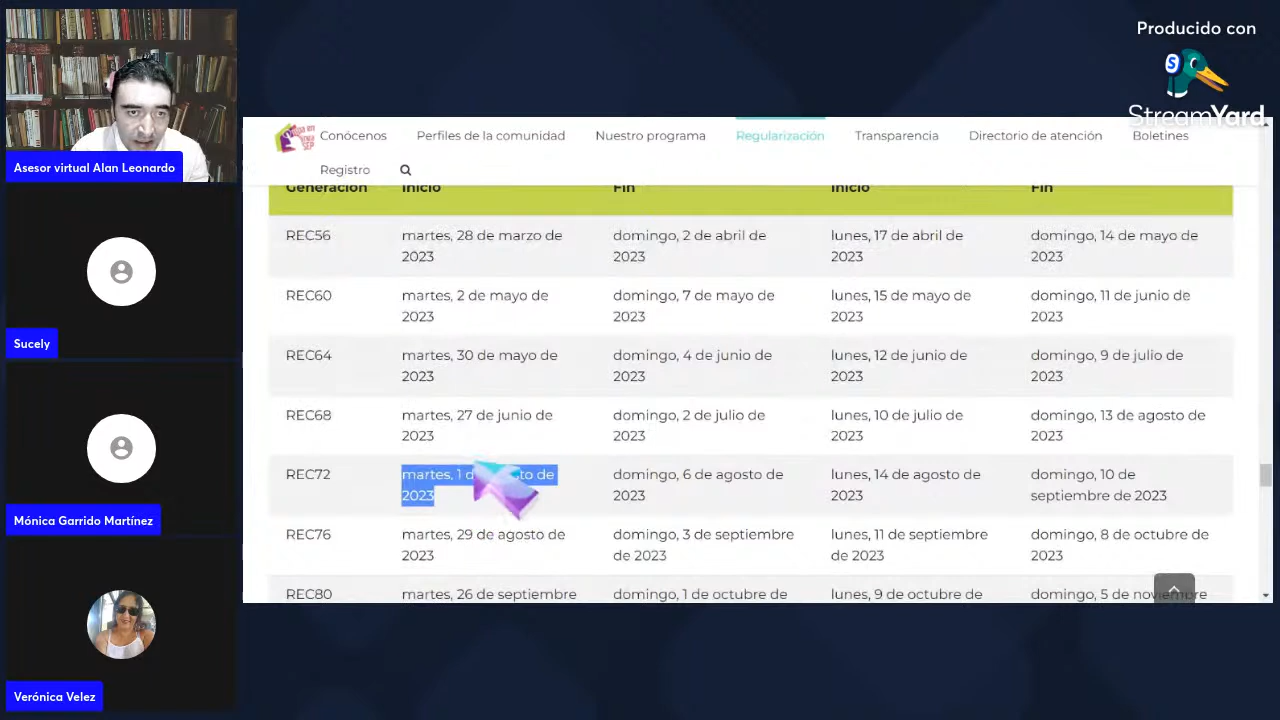 Producido con
StreamYard
Asesor virtual Alan Leonardo
Sucely
Mónica Garrido Martínez
Verónica Velez
Conócenos Perfiles de la comunidad Nuestro programa Regularización Transparencia Directorio de atención Boletines
Registro
Generación Inicio Fin Inicio Fin
REC56 martes, 28 de marzo de domingo, 2 de abril de lunes, 17 de abril de domingo, 14 de mayo de
2023 2023 2023 2023
REC60 martes, 2 de mayo de domingo, 7 de mayo de lunes, 15 de mayo de domingo, 11 de junio de
2023 2023 2023 2023
REC64 martes, 30 de mayo de domingo, 4 de junio de lunes, 12 de junio de domingo, 9 de julio de
2023 2023 2023 2023
REC68 martes, 27 de junio de domingo, 2 de julio de lunes, 10 de julio de domingo, 13 de agosto de
2023 2023 2023 2023
REC72 martes, 1 de domingo, 6 de agosto de lunes, 14 de agosto de domingo, 10 de
2023 2023 2023 septiembre de 2023
REC76 martes, 29 de agosto de domingo, 3 de septiembre lunes, 11 de septiembre domingo, 8 de octubre de
2023 de 2023 de 2023 2023
REC80 martes, 26 de septiembre domingo, 1 de octubre de lunes, 9 de octubre de domingo, 5 de noviembre